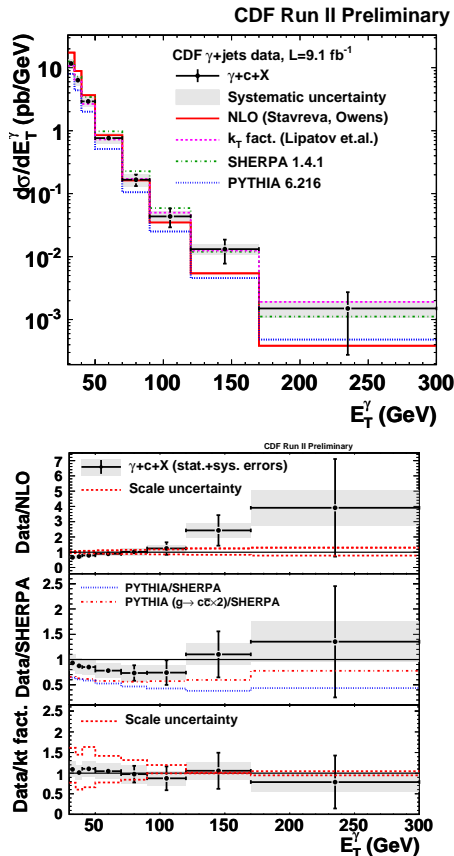 CDF Run II Preliminary
CDF γ+jets data, L=9.1 fb⁻¹
γ+c+X
Systematic uncertainty
NLO (Stavreva, Owens)
k_T fact. (Lipatov et.al.)
SHERPA 1.4.1
PYTHIA 6.216
dσ/dE_T^γ (pb/GeV)
10
1
10⁻¹
10⁻²
10⁻³
50 100 150 200 250 300
E_T^γ (GeV)
CDF Run II Preliminary
γ+c+X (stat.+sys. errors)
Scale uncertainty
Data/NLO
7
6
5
4
3
2
1
0
PYTHIA/SHERPA
PYTHIA (g→ cc̄×2)/SHERPA
Data/SHERPA
2.5
2
1.5
1
0.5
Scale uncertainty
Data/kt fact.
2.5
2
1.5
1
0.5
0
50 100 150 200 250 300
E_T^γ (GeV)